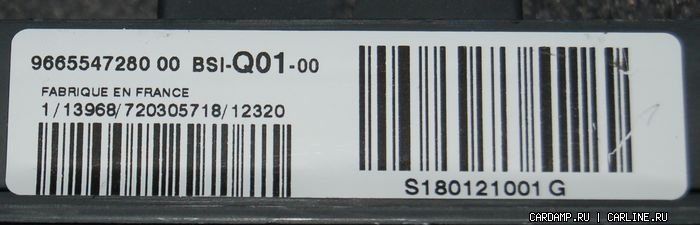 9665547280 00 BSI-Q01-00
FABRIQUE EN FRANCE
1/13968/720305718/12320
S180121001 G
CARDAMP.RU | CARLINE.RU